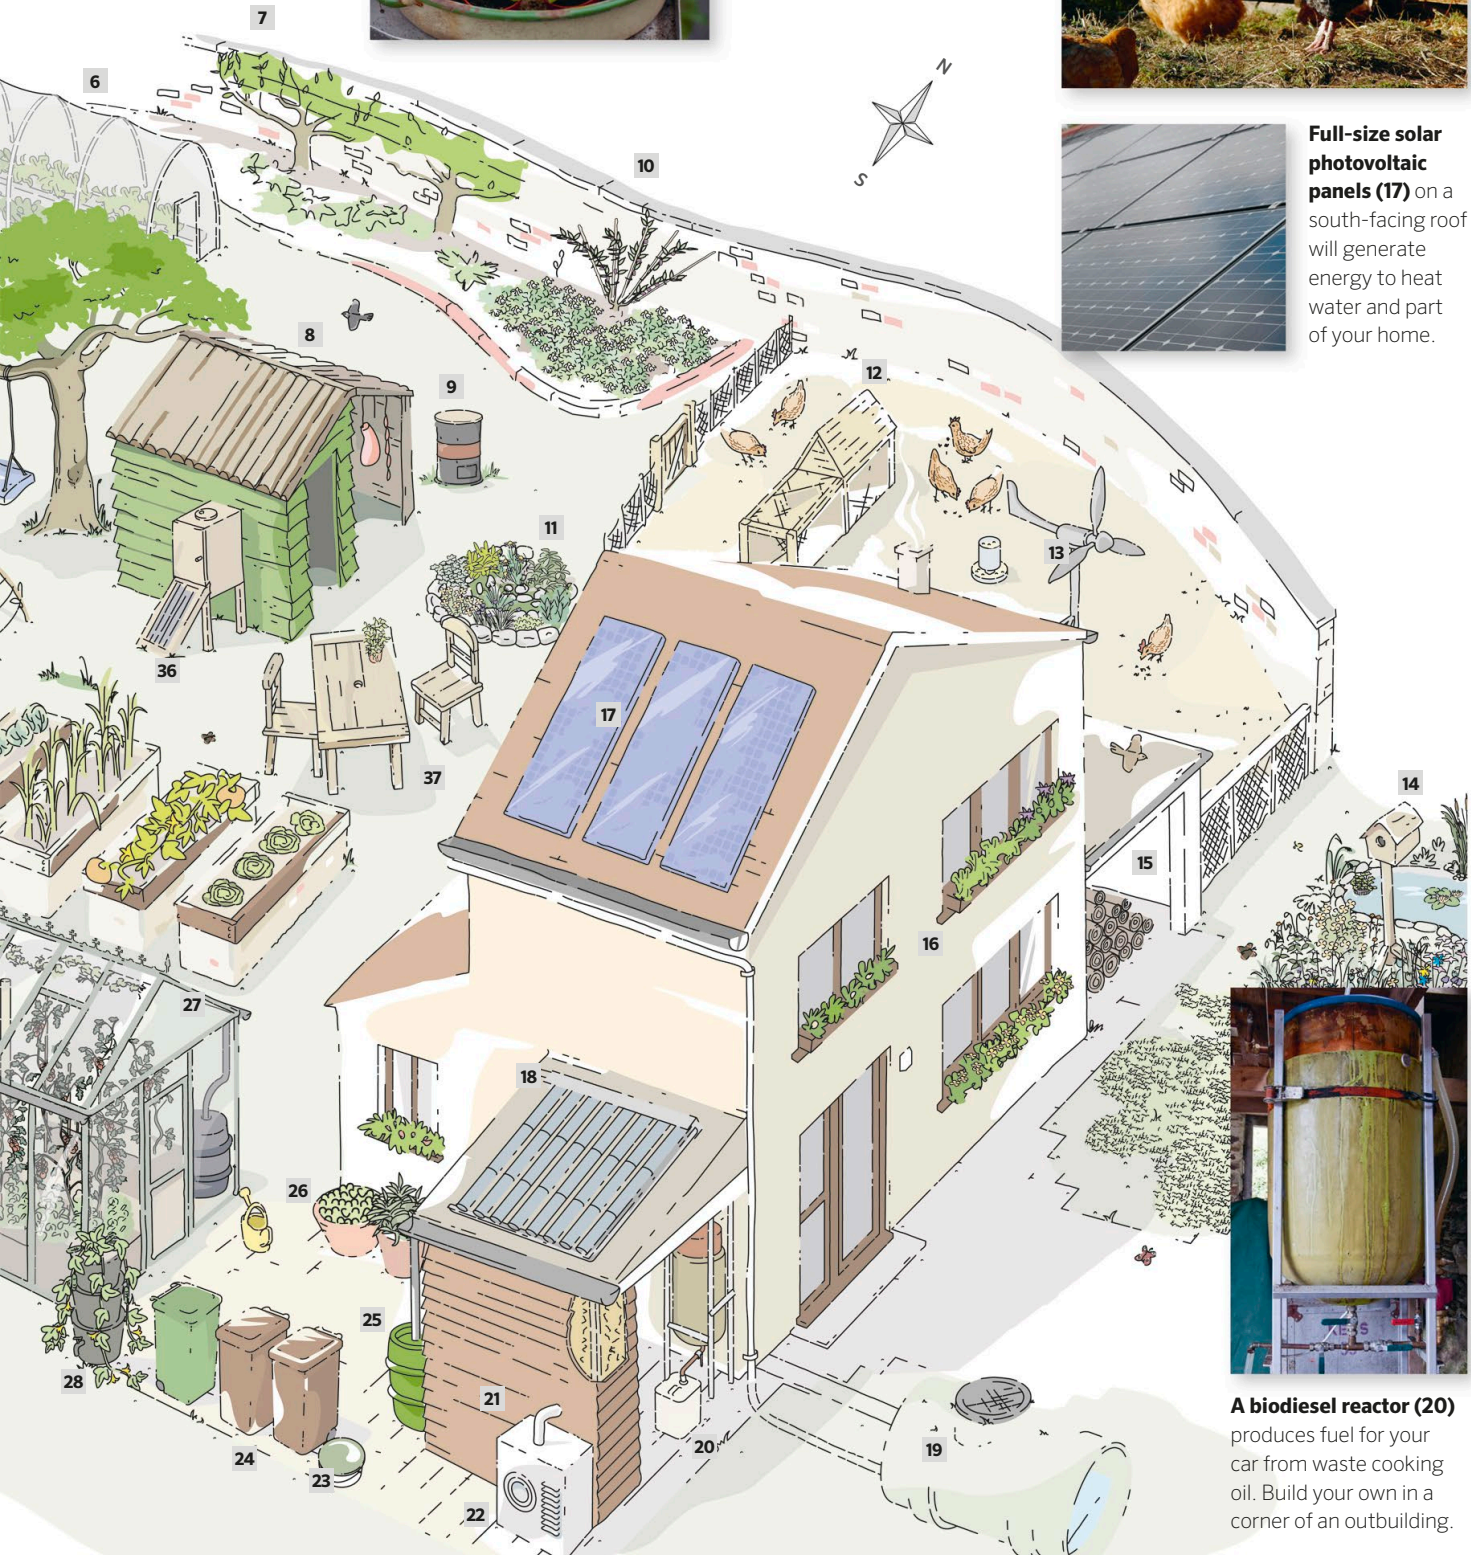 7
6
N
S
10
Full-size solar
photovoltaic
panels (17) on a
south-facing roof
will generate
energy to heat
water and part
of your home.
8
9
12
11
13
36
17
37
14
15
16
27
18
26
25
28
21
24
23
20
19
22
A biodiesel reactor (20)
produces fuel for your
car from waste cooking
oil. Build your own in a
corner of an outbuilding.